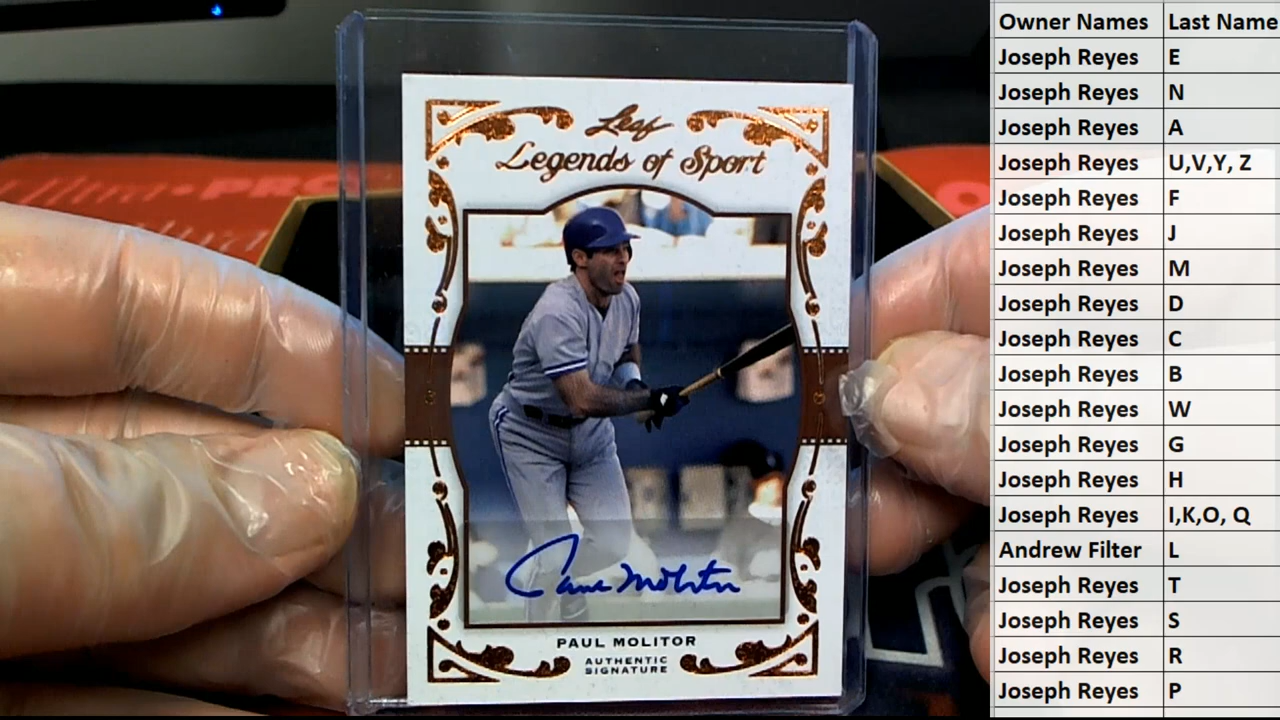 Leaf
Legends of Sport
Paul Molitor
PAUL MOLITOR
AUTHENTIC
SIGNATURE
PRO
Owner Names Last Name
Joseph Reyes E
Joseph Reyes N
Joseph Reyes A
Joseph Reyes U,V,Y, Z
Joseph Reyes F
Joseph Reyes J
Joseph Reyes M
Joseph Reyes D
Joseph Reyes C
Joseph Reyes B
Joseph Reyes W
Joseph Reyes G
Joseph Reyes H
Joseph Reyes I,K,O, Q
Andrew Filter L
Joseph Reyes T
Joseph Reyes S
Joseph Reyes R
Joseph Reyes P